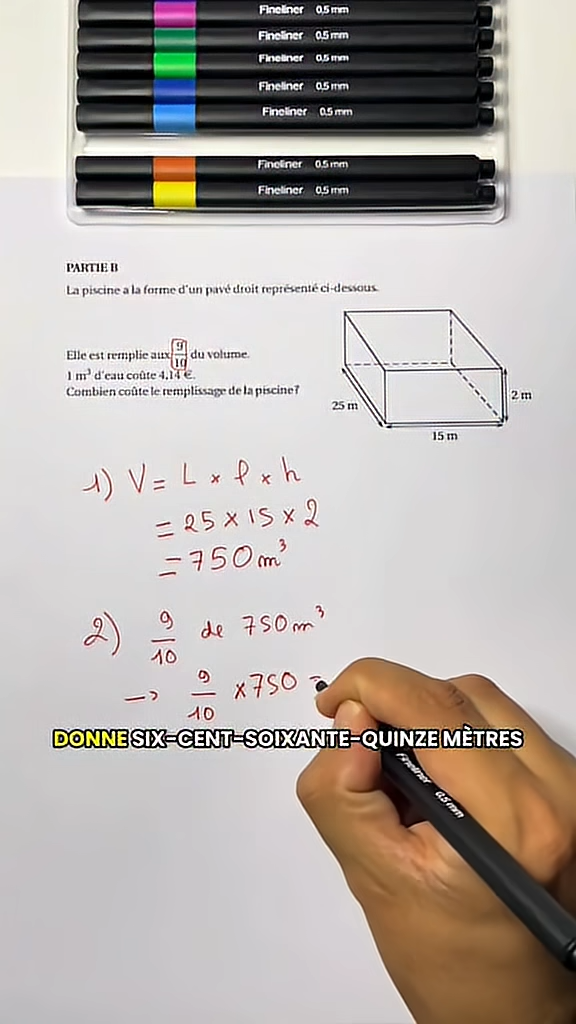 Fineliner 0,5 mm
Fineliner 0,5 mm
Fineliner 0,5 mm
Fineliner 0,5 mm
Fineliner 0,5 mm
Fineliner 0,5 mm
Fineliner 0,5 mm
PARTIE B
La piscine a la forme d'un pavé droit représenté ci-dessous.
Elle est remplie aux 9/10 du volume.
1 m³ d'eau coûte 4,14 €.
Combien coûte le remplissage de la piscine?
25 m
2 m
15 m
1) V = L × l × h
= 25 × 15 × 2
= 750 m³
2) 9/10 de 750 m³
→ 9/10 × 750 =
DONNE SIX-CENT-SOIXANTE-QUINZE MÈTRES
Fineliner 0,5 mm